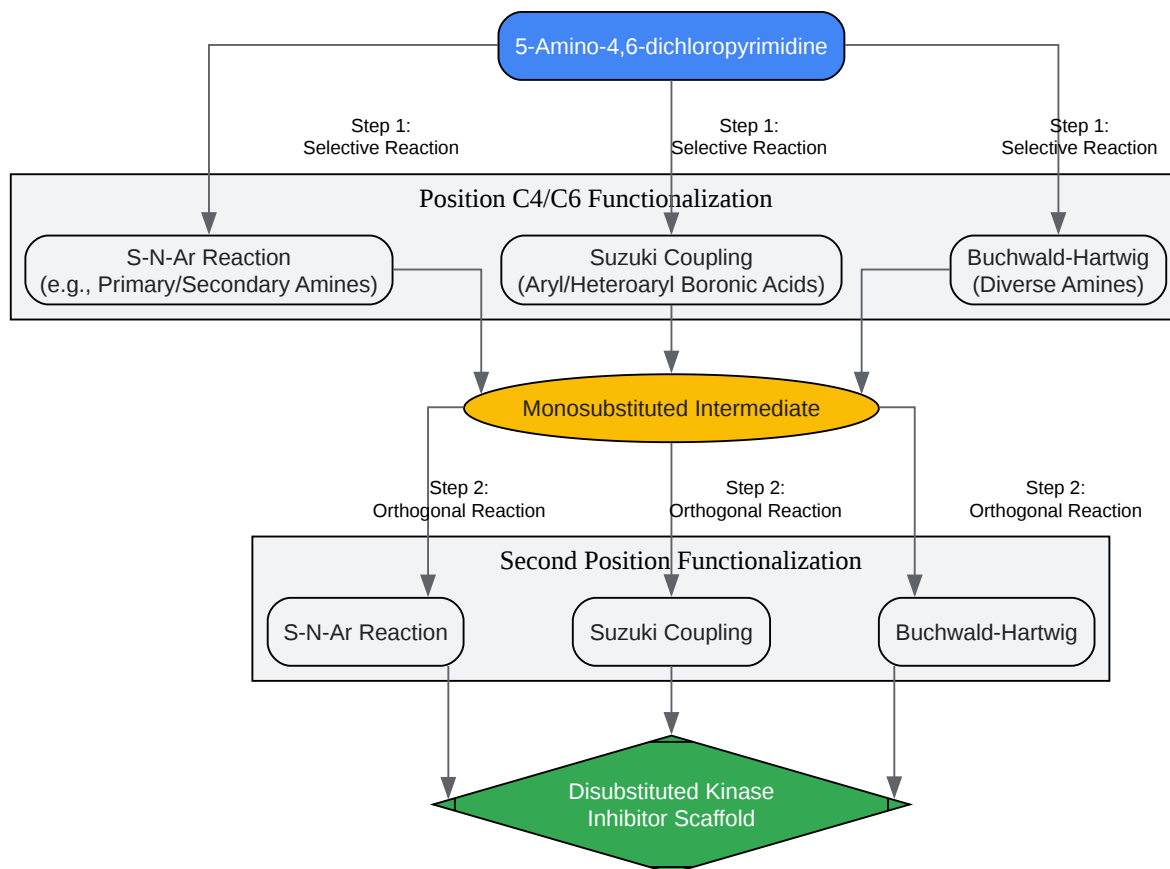 5-Amino-4,6-dichloropyrimidine
Step 1:
Selective Reaction
Step 1:
Selective Reaction
Step 1:
Selective Reaction
Position C4/C6 Functionalization
S-N-Ar Reaction
(e.g., Primary/Secondary Amines)
Suzuki Coupling
(Aryl/Heteroaryl Boronic Acids)
Buchwald-Hartwig
(Diverse Amines)
Monosubstituted Intermediate
Step 2:
Orthogonal Reaction
Step 2:
Orthogonal Reaction
Step 2:
Orthogonal Reaction
Second Position Functionalization
S-N-Ar Reaction
Suzuki Coupling
Buchwald-Hartwig
Disubstituted Kinase
Inhibitor Scaffold